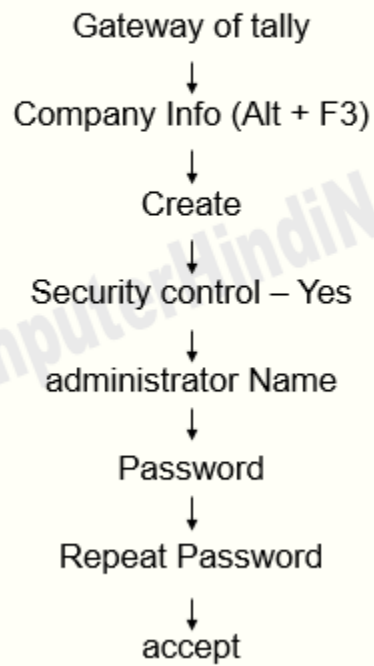 Gateway of tally
Company Info (Alt + F3)
Create
Security control – Yes
administrator Name
Password
Repeat Password
accept